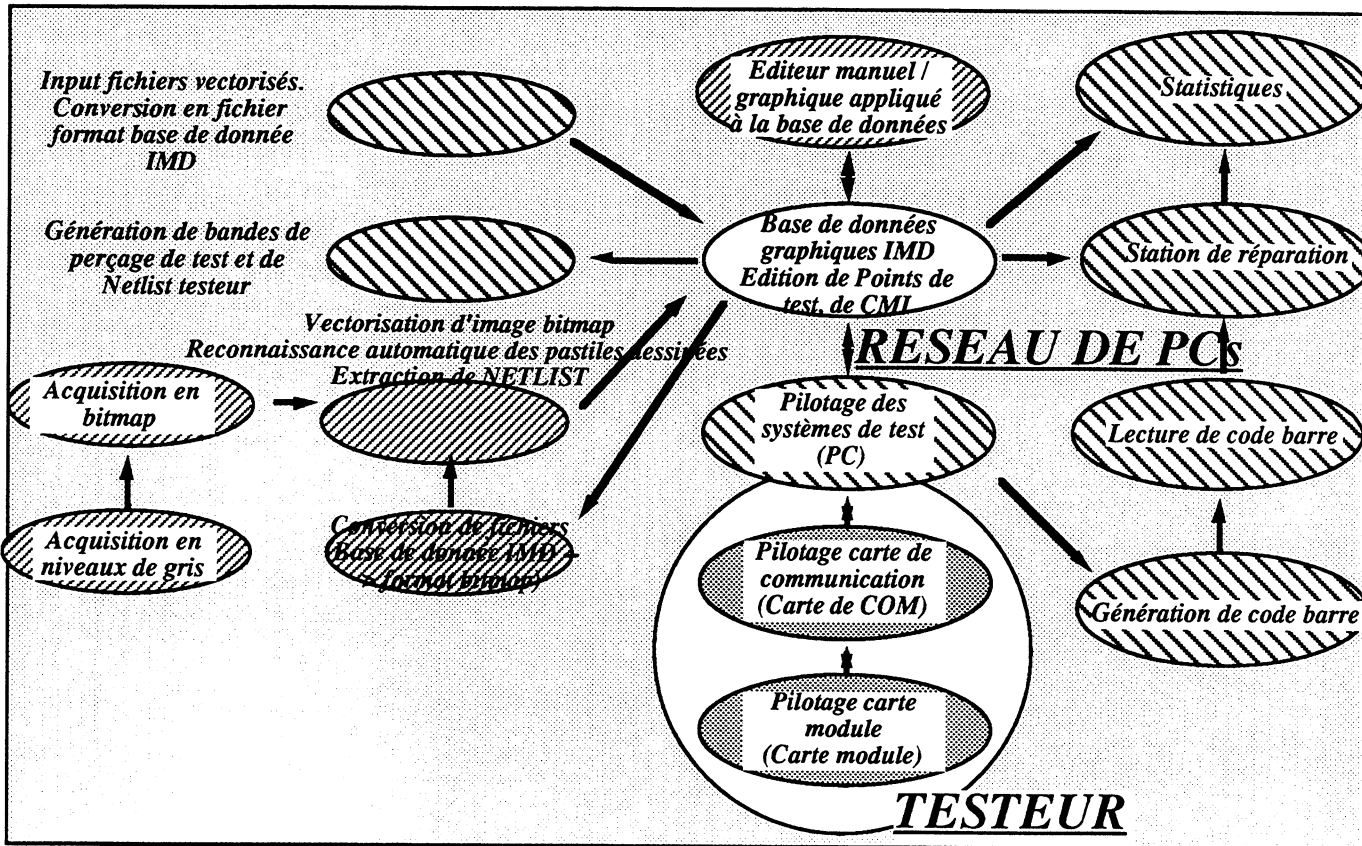 Input fichiers vectorisés.
Conversion en fichier
format base de donnée
IMD
Editeur manuel /
graphique appliqué
à la base de données
Statistiques
Génération de bandes de
perçage de test et de
Netlist testeur
Base de données
graphiques IMD
Edition de Points de
test, de CMI
Station de réparation
Vectorisation d'image bitmap
Reconnaissance automatique des pastiles dessinées
Extraction de NETLIST
RESEAU DE PCs
Acquisition en
bitmap
Pilotage des
systèmes de test
(PC)
Lecture de code barre
Acquisition en
niveaux de gris
Conversion de fichiers
(Base de donnée IMD -
> format bitmap)
Pilotage carte de
communication
(Carte de COM)
Génération de code barre
Pilotage carte
module
(Carte module)
TESTEUR